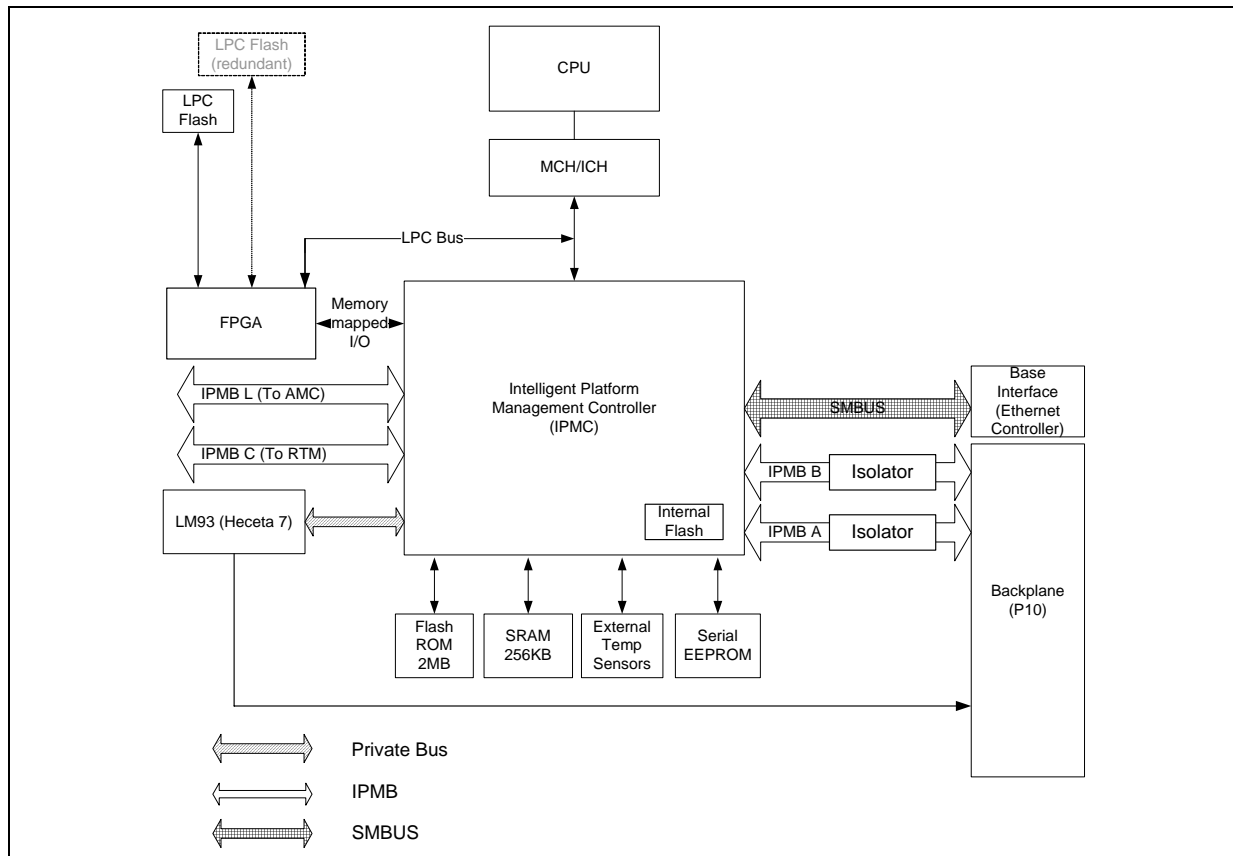 LPC Flash
(redundant)
LPC
Flash
CPU
MCH/ICH
LPC Bus
FPGA
Memory
mapped
I/O
IPMB L (To AMC)
IPMB C (To RTM)
LM93 (Heceta 7)
Intelligent Platform
Management Controller
(IPMC)
Internal
Flash
SMBUS
Base
Interface
(Ethernet
Controller)
IPMB B
Isolator
IPMB A
Isolator
Backplane
(P10)
Flash
ROM
2MB
SRAM
256KB
External
Temp
Sensors
Serial
EEPROM
Private Bus
IPMB
SMBUS